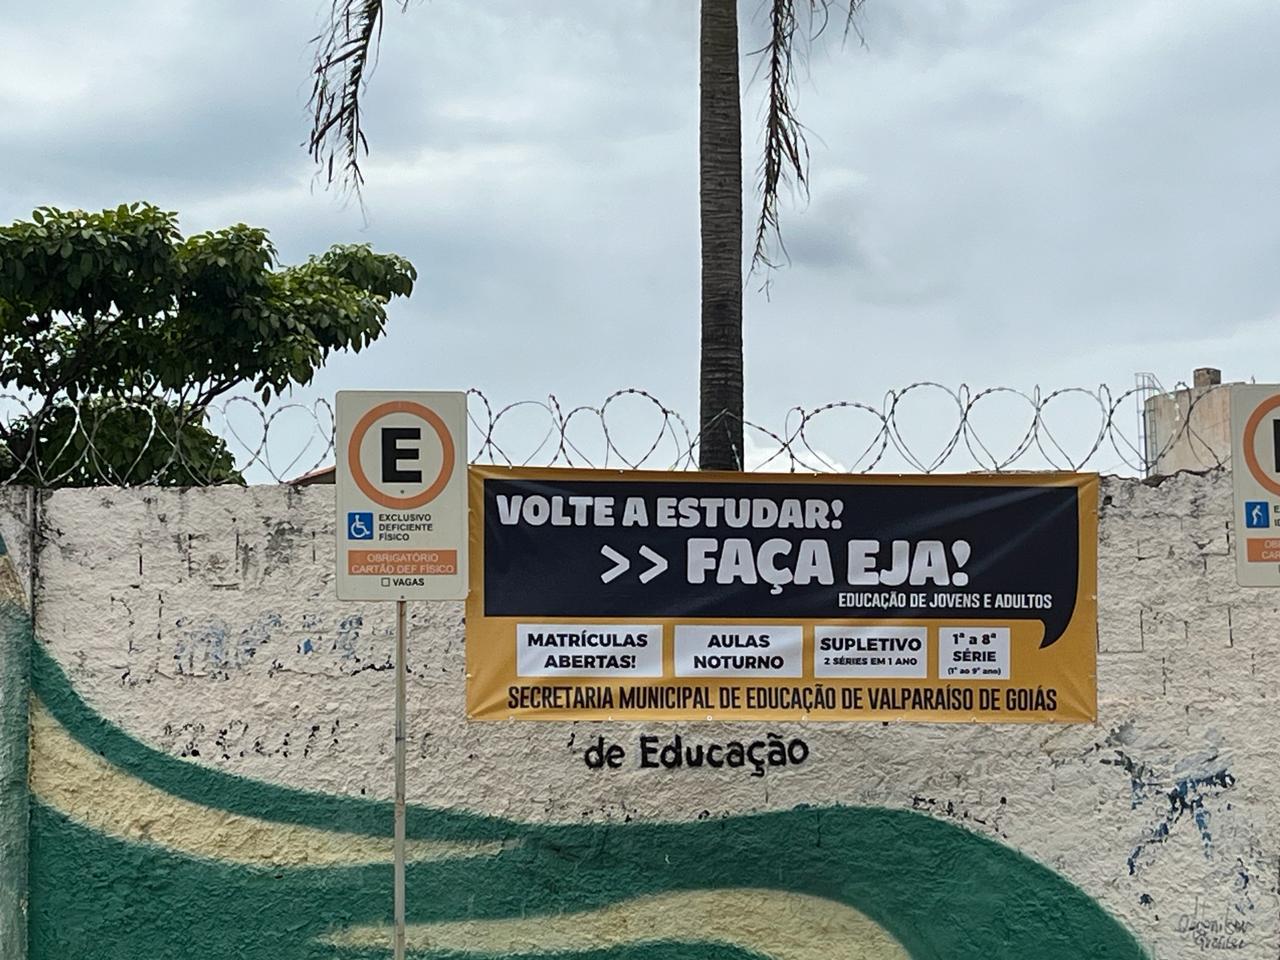 E
EXCLUSIVO
DEFICIENTE
FÍSICO
OBRIGATÓRIO
CARTÃO DEF FÍSICO
VAGAS
VOLTE A ESTUDAR!
>> FAÇA EJA!
EDUCAÇÃO DE JOVENS E ADULTOS
MATRÍCULAS
ABERTAS!
AULAS
NOTURNO
SUPLETIVO
2 SÉRIES EM 1 ANO
1ª a 8ª
SÉRIE
(1º ao 9º ano)
SECRETARIA MUNICIPAL DE EDUCAÇÃO DE VALPARAÍSO DE GOIÁS
de Educação